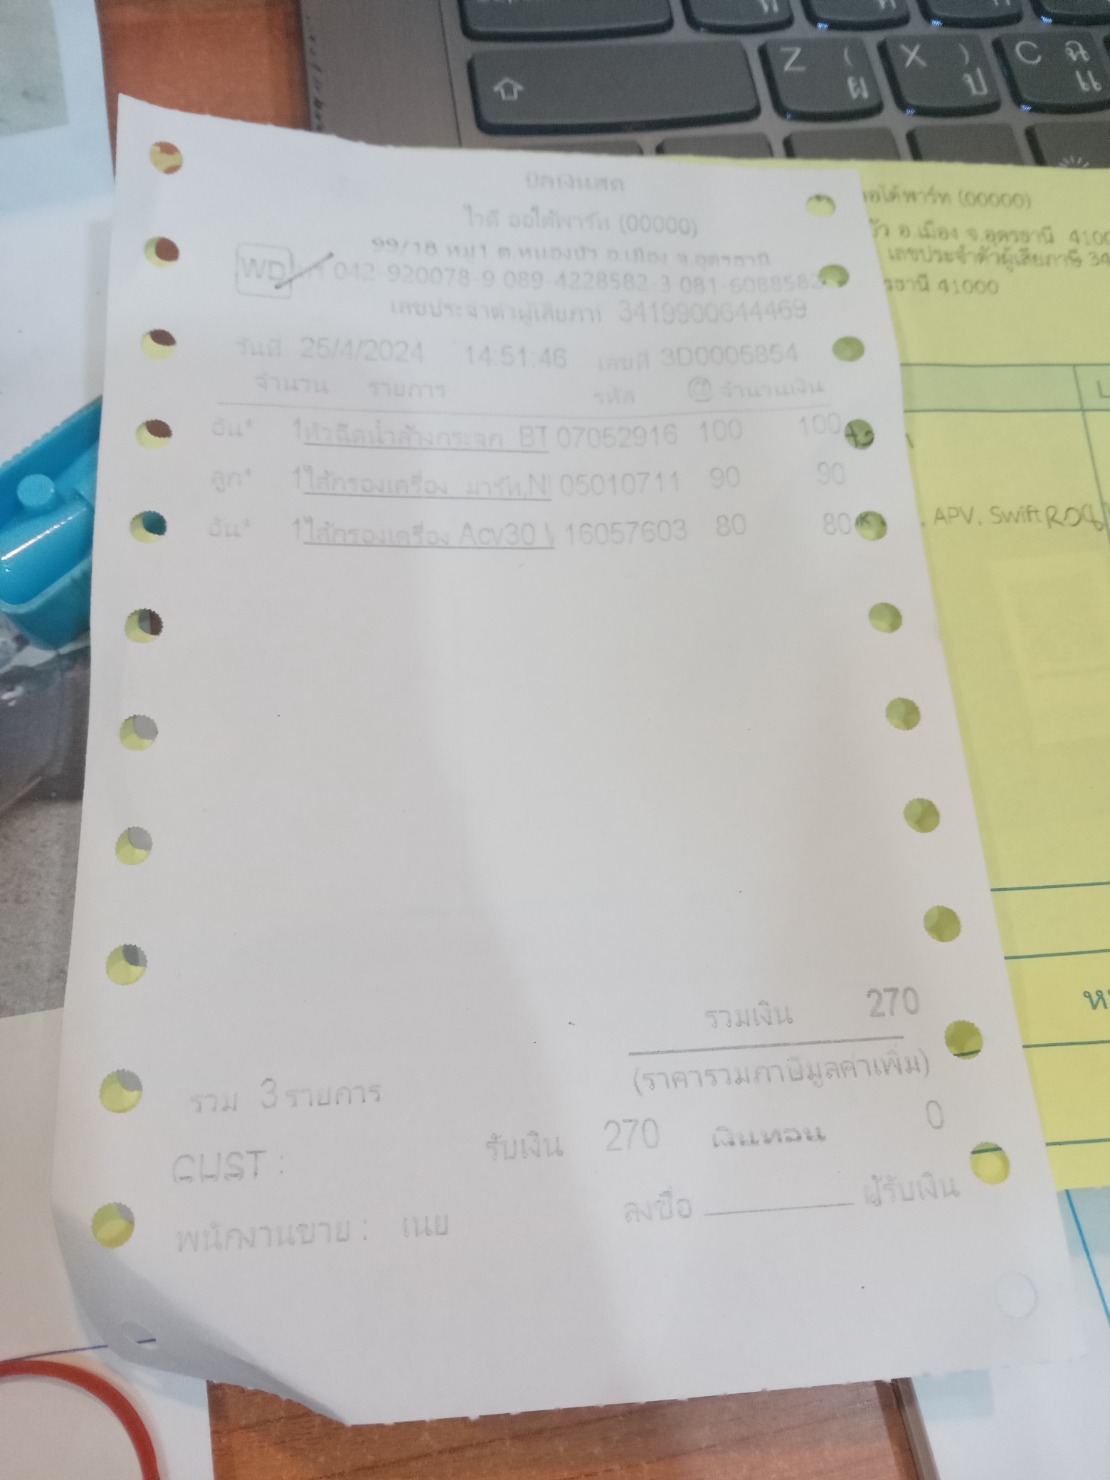 บิลเงินสด
ไวดี ออโต้พาร์ท (00000)
99/18 หมู่1 ต.หนองบัว อ.เมือง จ.อุดรธานี
WD 042-920078-9 089-4228582-3 081-6088582
เลขประจำตัวผู้เสียภาษี 3419900644469
วันที่ 25/4/2024 14:51:46 เลขที่ 3D0005854
จำนวน รายการ รหัส @ จำนวนเงิน
อัน* 1 หัวฉีดน้ำล้างกระจก BT 07052916 100 100
ลูก* 1 ไส้กรองเครื่อง มาร์ท,N 05010711 90 90
อัน* 1 ไส้กรองเครื่อง Acv30 16057603 80 80
รวมเงิน 270
(ราคารวมภาษีมูลค่าเพิ่ม)
รวม 3 รายการ
รับเงิน 270 เงินทอน 0
CUST :
พนักงานขาย : เนย
ลงชื่อ ผู้รับเงิน
ออโต้พาร์ท (00000)
อ.เมือง จ.อุดรธานี 4100
เลขประจำตัวผู้เสียภาษี 34
41000
APV, Swift
Z ( ผ
X ) ป
C ฉ แ